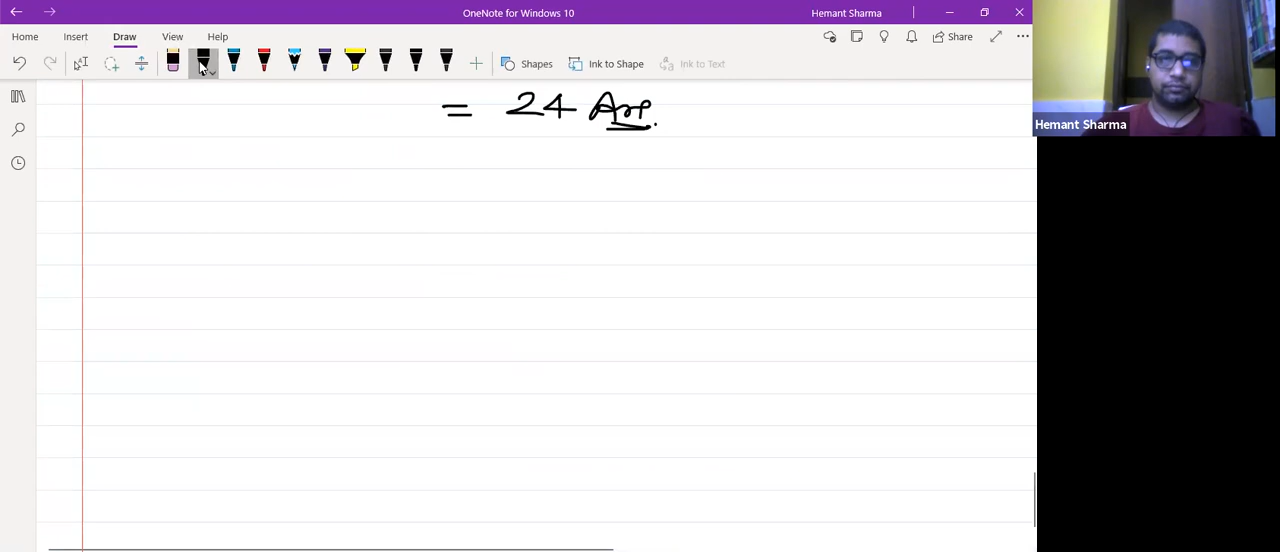 OneNote for Windows 10
Hemant Sharma
Home
Insert
Draw
View
Help
Share
Shapes
Ink to Shape
Ink to Text
= 24 Ans.
Hemant Sharma